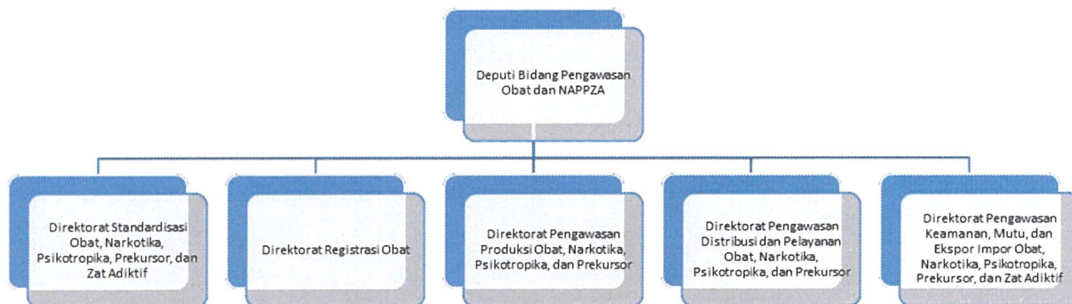 Deputi Bidang Pengawasan
Obat dan NAPPZA
Direktorat Standardisasi
Obat, Narkotika,
Psikotropika, Prekursor, dan
Zat Adiktif
Direktorat Registrasi Obat
Direktorat Pengawasan
Produksi Obat, Narkotika,
Psikotropika, dan Prekursor
Direktorat Pengawasan
Distribusi dan Pelayanan
Obat, Narkotika,
Psikotropika, dan Prekursor
Direktorat Pengawasan
Keamanan, Mutu, dan
Ekspor Impor Obat,
Narkotika, Psikotropika,
Prekursor, dan Zat Adiktif